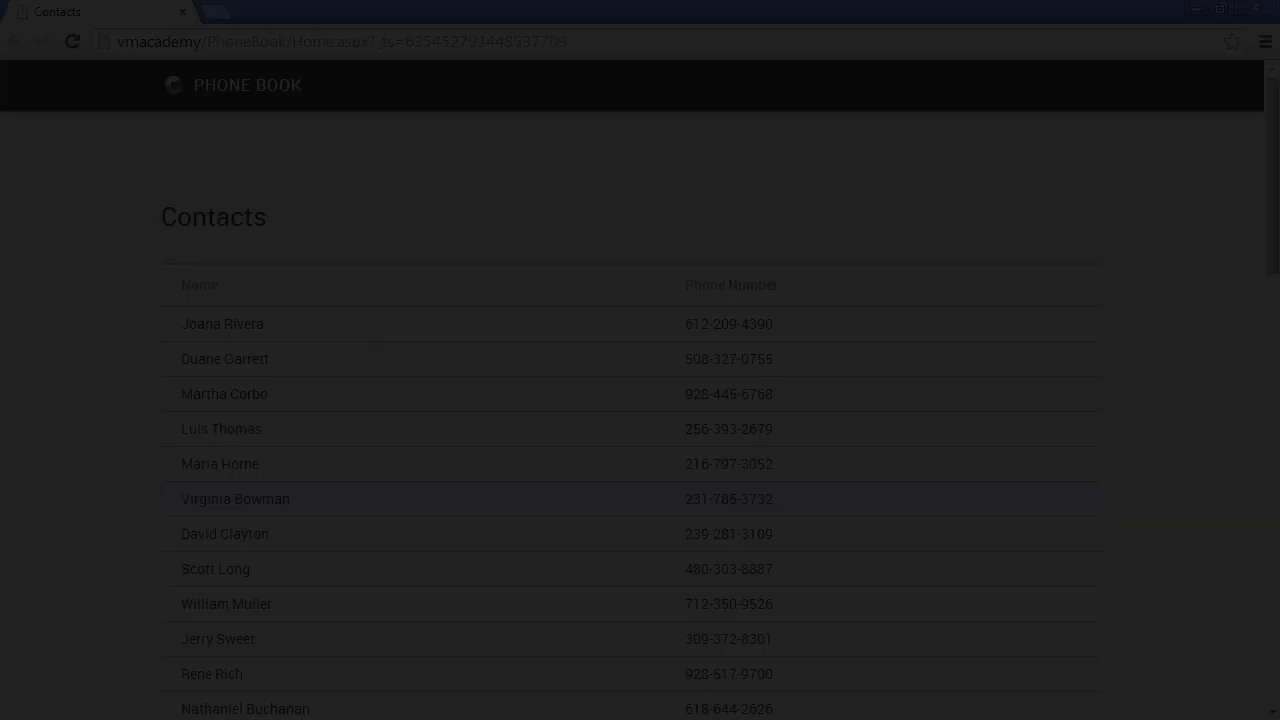 Contacts
vmacademy/PhoneBook/Home.aspx?_ts=635452793448537709
PHONE BOOK
Contacts
Name Phone Number
Joana Rivera 612-209-4390
Duane Garrett 508-327-0755
Martha Corbo 928-445-6768
Luis Thomas 256-393-2679
Maria Horne 216-797-3052
Virginia Bowman 231-785-3732
David Clayton 239-281-3109
Scott Long 480-303-8887
William Muller 712-350-9526
Jerry Sweet 309-372-8301
Rene Rich 928-517-9700
Nathaniel Buchanan 618-644-2626